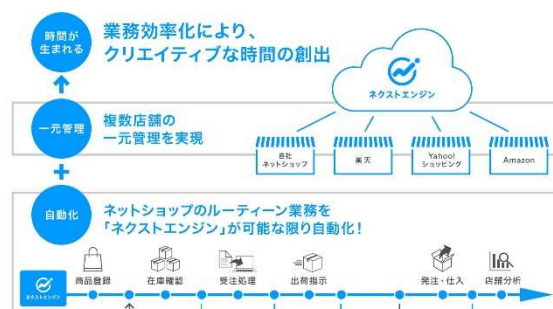 時間が
生まれる
業務効率化により、
クリエイティブな時間の創出
ネクストエンジン
一元管理
複数店舗の
一元管理を実現
自社
ネットショップ
楽天
Yahoo!
ショッピング
Amazon
自動化
ネットショップのルーティーン業務を
「ネクストエンジン」が可能な限り自動化！
ネクストエンジン
商品登録
在庫確認
受注処理
出荷指示
発注・仕入
店舗分析